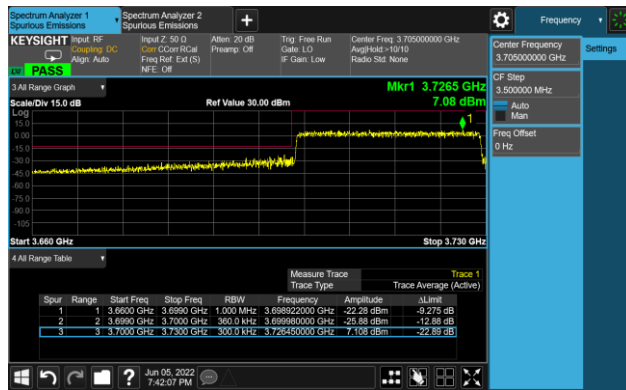 Spectrum Analyzer 1
Spurious Emissions
Spectrum Analyzer 2
Spurious Emissions
Frequency
KEYSIGHT
Input: RF
Coupling: DC
Align: Auto
Input Z: 50 Ω
Corr CCorr RCal
Freq Ref: Ext (S)
NFE: Off
Atten: 20 dB
Preamp: Off
Trig: Free Run
Gate: LO
IF Gain: Low
Center Freq: 3.705000000 GHz
Avg|Hold:>10/10
Radio Std: None
PASS
Center Frequency
3.705000000 GHz
Settings
CF Step
3.500000 MHz
Auto
Man
Freq Offset
0 Hz
3 All Range Graph
Mkr1 3.7265 GHz
Scale/Div 15.0 dB
Ref Value 30.00 dBm
7.08 dBm
Log
15.0
0.00
-15.0
-30.0
-45.0
-60.0
-75.0
-90.0
-105
1
Start 3.660 GHz
Stop 3.730 GHz
4 All Range Table
Measure Trace Trace 1
Trace Type Trace Average (Active)
Spur Range Start Freq Stop Freq RBW Frequency Amplitude ΔLimit
1 1 3.6600 GHz 3.6990 GHz 1.000 MHz 3.698922000 GHz -22.28 dBm -9.275 dB
2 2 3.6990 GHz 3.7000 GHz 360.0 kHz 3.699980000 GHz -25.88 dBm -12.88 dB
3 3 3.7000 GHz 3.7300 GHz 300.0 kHz 3.726450000 GHz 7.108 dBm -22.89 dB
Jun 05, 2022
7:42:07 PM